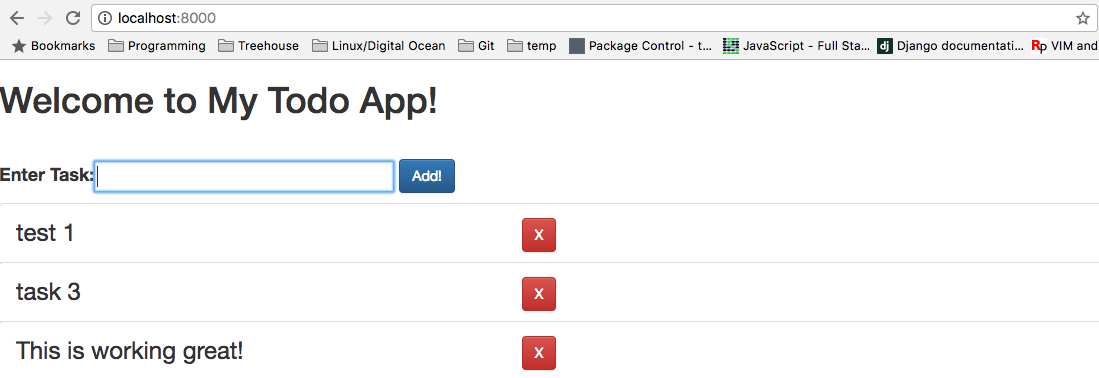 localhost:8000
Bookmarks Programming Treehouse Linux/Digital Ocean Git temp Package Control - t... JavaScript - Full Sta... dj Django documentati... Rp VIM and
Welcome to My Todo App!
Enter Task: Add!
test 1 X
task 3 X
This is working great! X